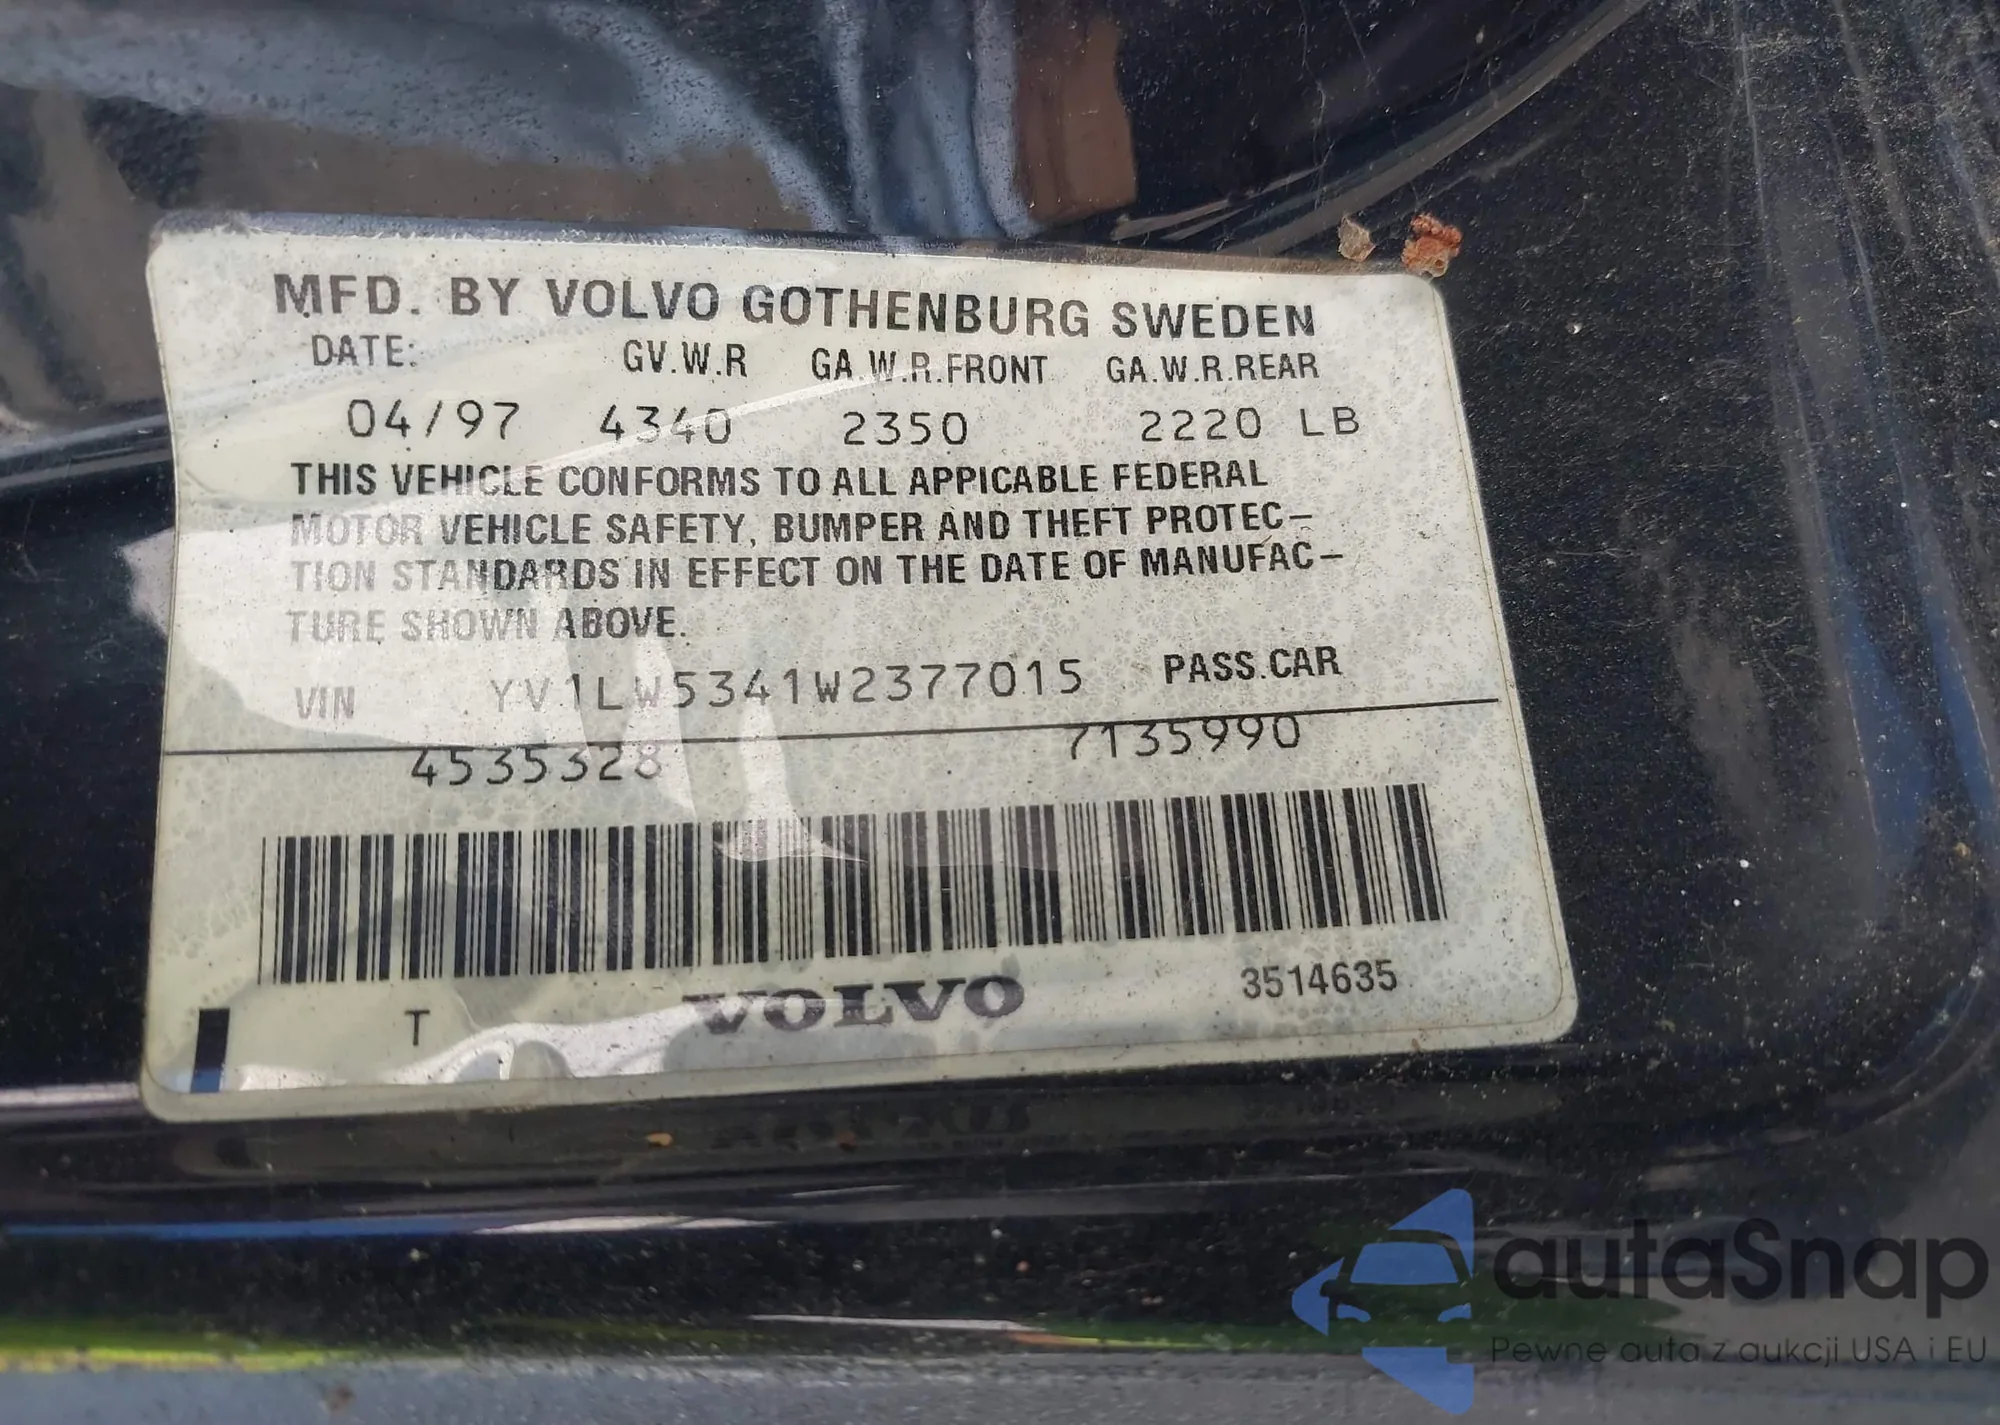 MFD. BY VOLVO GOTHENBURG SWEDEN
DATE: GV.W.R GA.W.R.FRONT GA.W.R.REAR
04/97 4340 2350 2220 LB
THIS VEHICLE CONFORMS TO ALL APPICABLE FEDERAL
MOTOR VEHICLE SAFETY, BUMPER AND THEFT PROTEC-
TION STANDARDS IN EFFECT ON THE DATE OF MANUFAC-
TURE SHOWN ABOVE.
VIN YV1LW5341W2377015 PASS.CAR
4535328 7135990
T VOLVO 3514635
autaSnap
Pewne auta z aukcji USA i EU